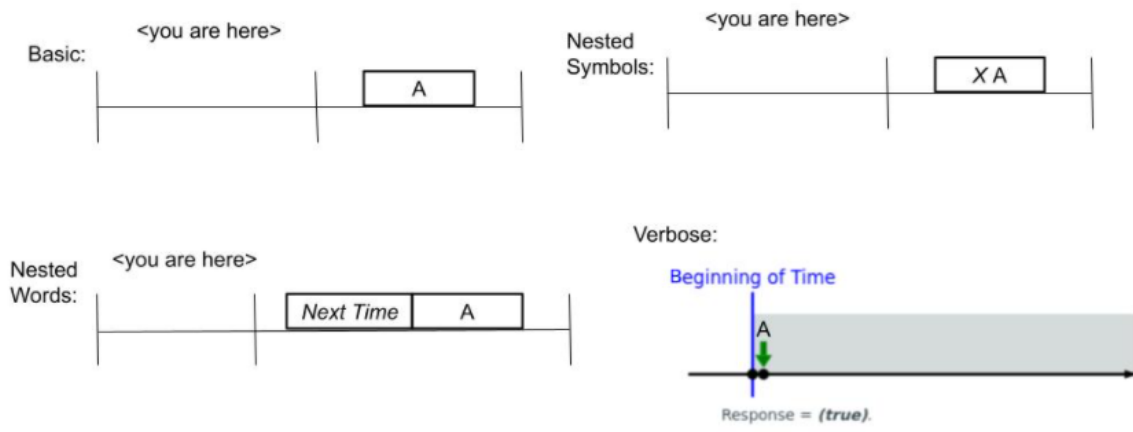 <you are here>
Basic:
A
<you are here>
Nested
Symbols:
X A
<you are here>
Nested
Words:
Next Time
A
Verbose:
Beginning of Time
A
Response = (true).